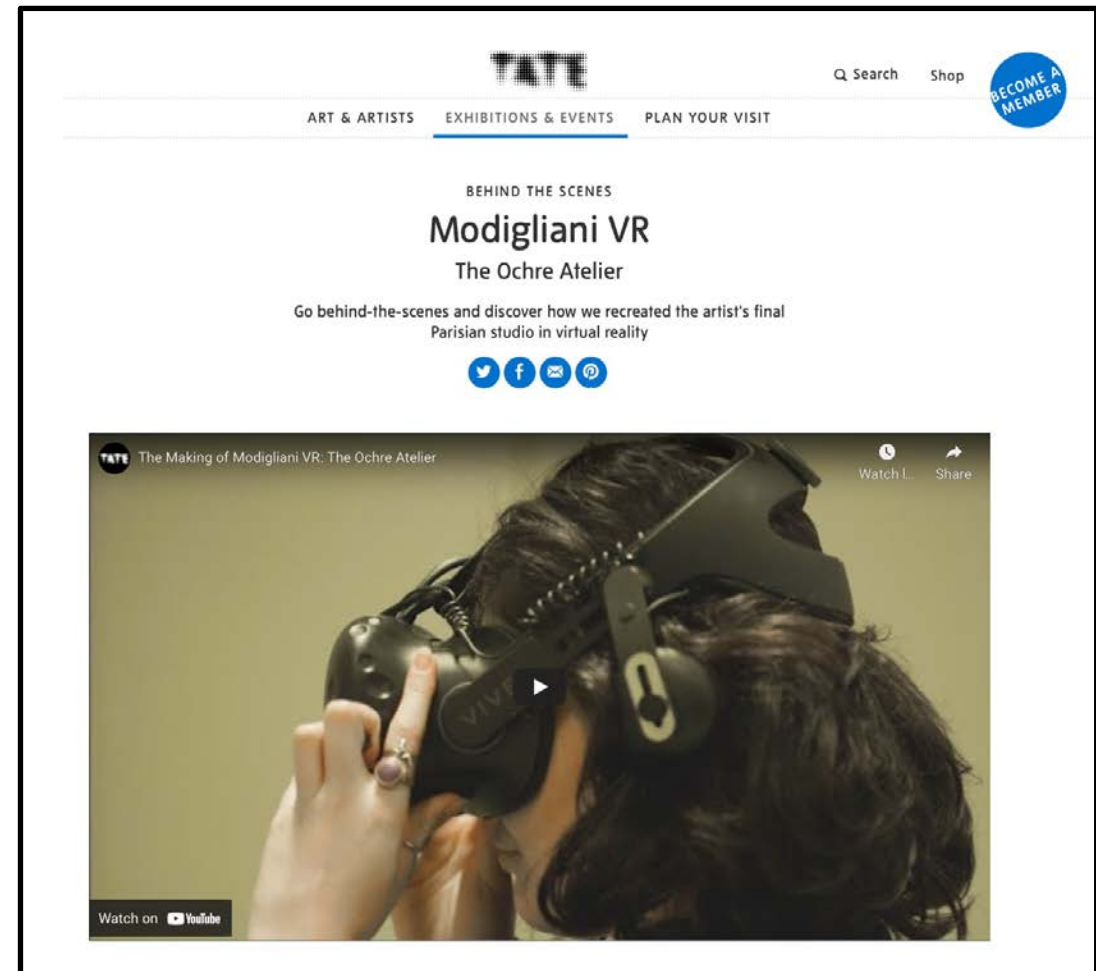 TATE
Search
Shop
BECOME A
MEMBER
ART & ARTISTS
EXHIBITIONS & EVENTS
PLAN YOUR VISIT
BEHIND THE SCENES
Modigliani VR
The Ochre Atelier
Go behind-the-scenes and discover how we recreated the artist's final
Parisian studio in virtual reality
TATE
The Making of Modigliani VR: The Ochre Atelier
Watch l...
Share
VIVE
Watch on YouTube